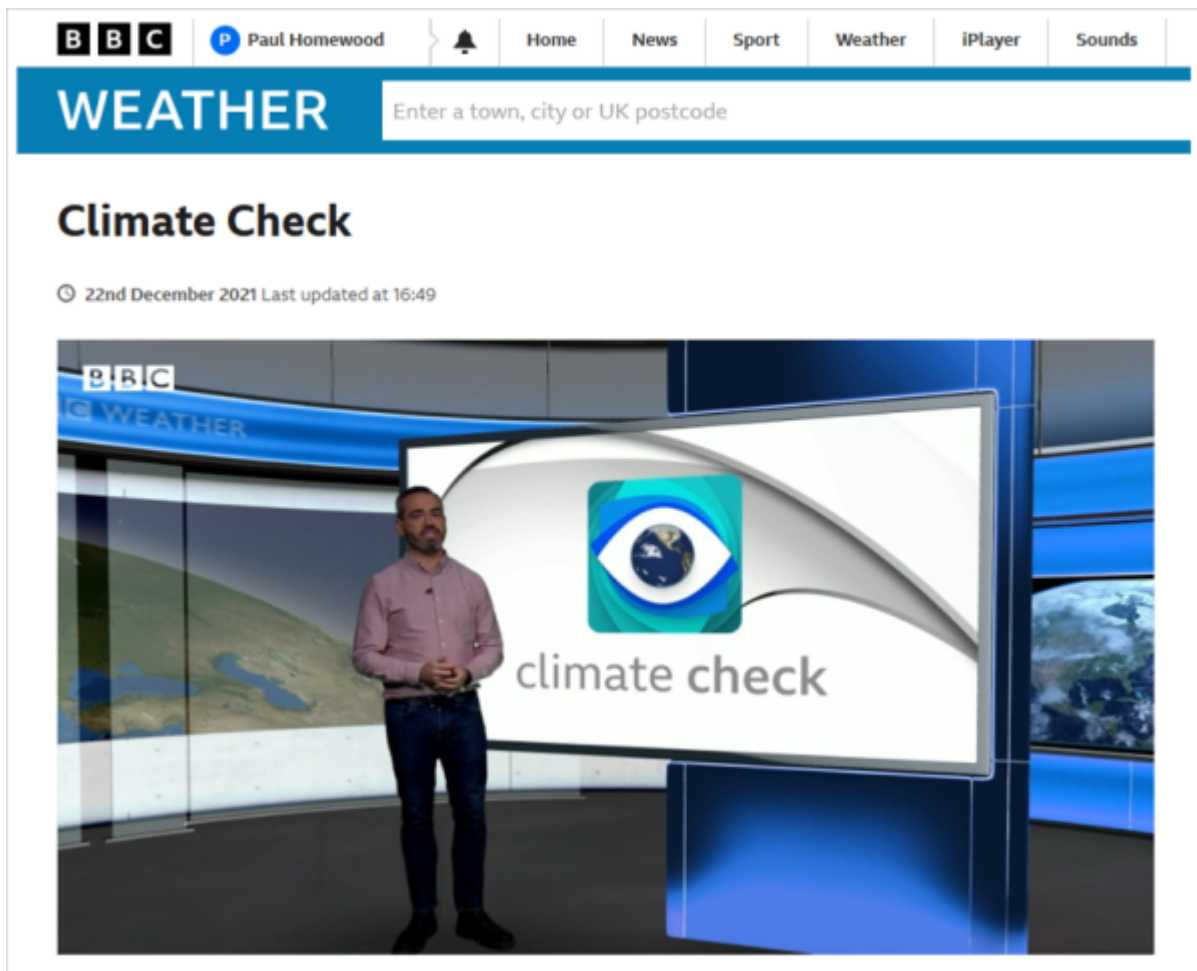 BBC P Paul Homewood Home News Sport Weather iPlayer Sounds
WEATHER Enter a town, city or UK postcode
Climate Check
22nd December 2021 Last updated at 16:49
BBC
C WEATHER
climate check